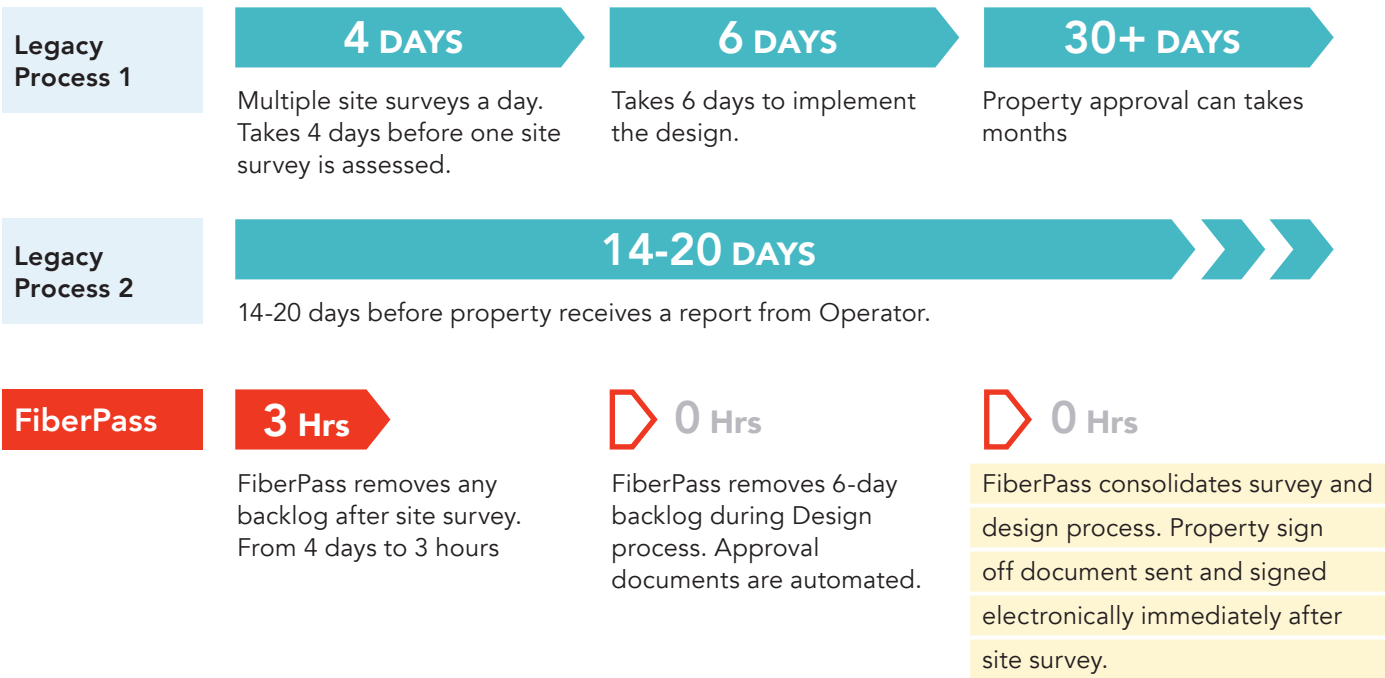 Legacy
Process 1
4 DAYS
Multiple site surveys a day.
Takes 4 days before one site
survey is assessed.
6 DAYS
Takes 6 days to implement
the design.
30+ DAYS
Property approval can takes
months
Legacy
Process 2
14-20 DAYS
14-20 days before property receives a report from Operator.
FiberPass
3 Hrs
FiberPass removes any
backlog after site survey.
From 4 days to 3 hours
0 Hrs
FiberPass removes 6-day
backlog during Design
process. Approval
documents are automated.
0 Hrs
FiberPass consolidates survey and
design process. Property sign
off document sent and signed
electronically immediately after
site survey.